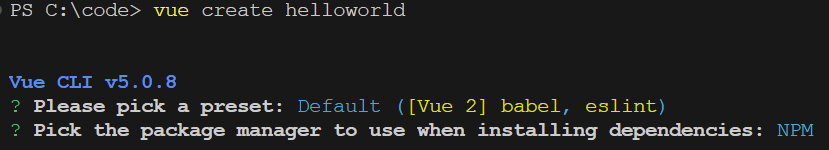 PS C:\code> vue create helloworld
Vue CLI v5.0.8
? Please pick a preset: Default ([Vue 2] babel, eslint)
? Pick the package manager to use when installing dependencies: NPM